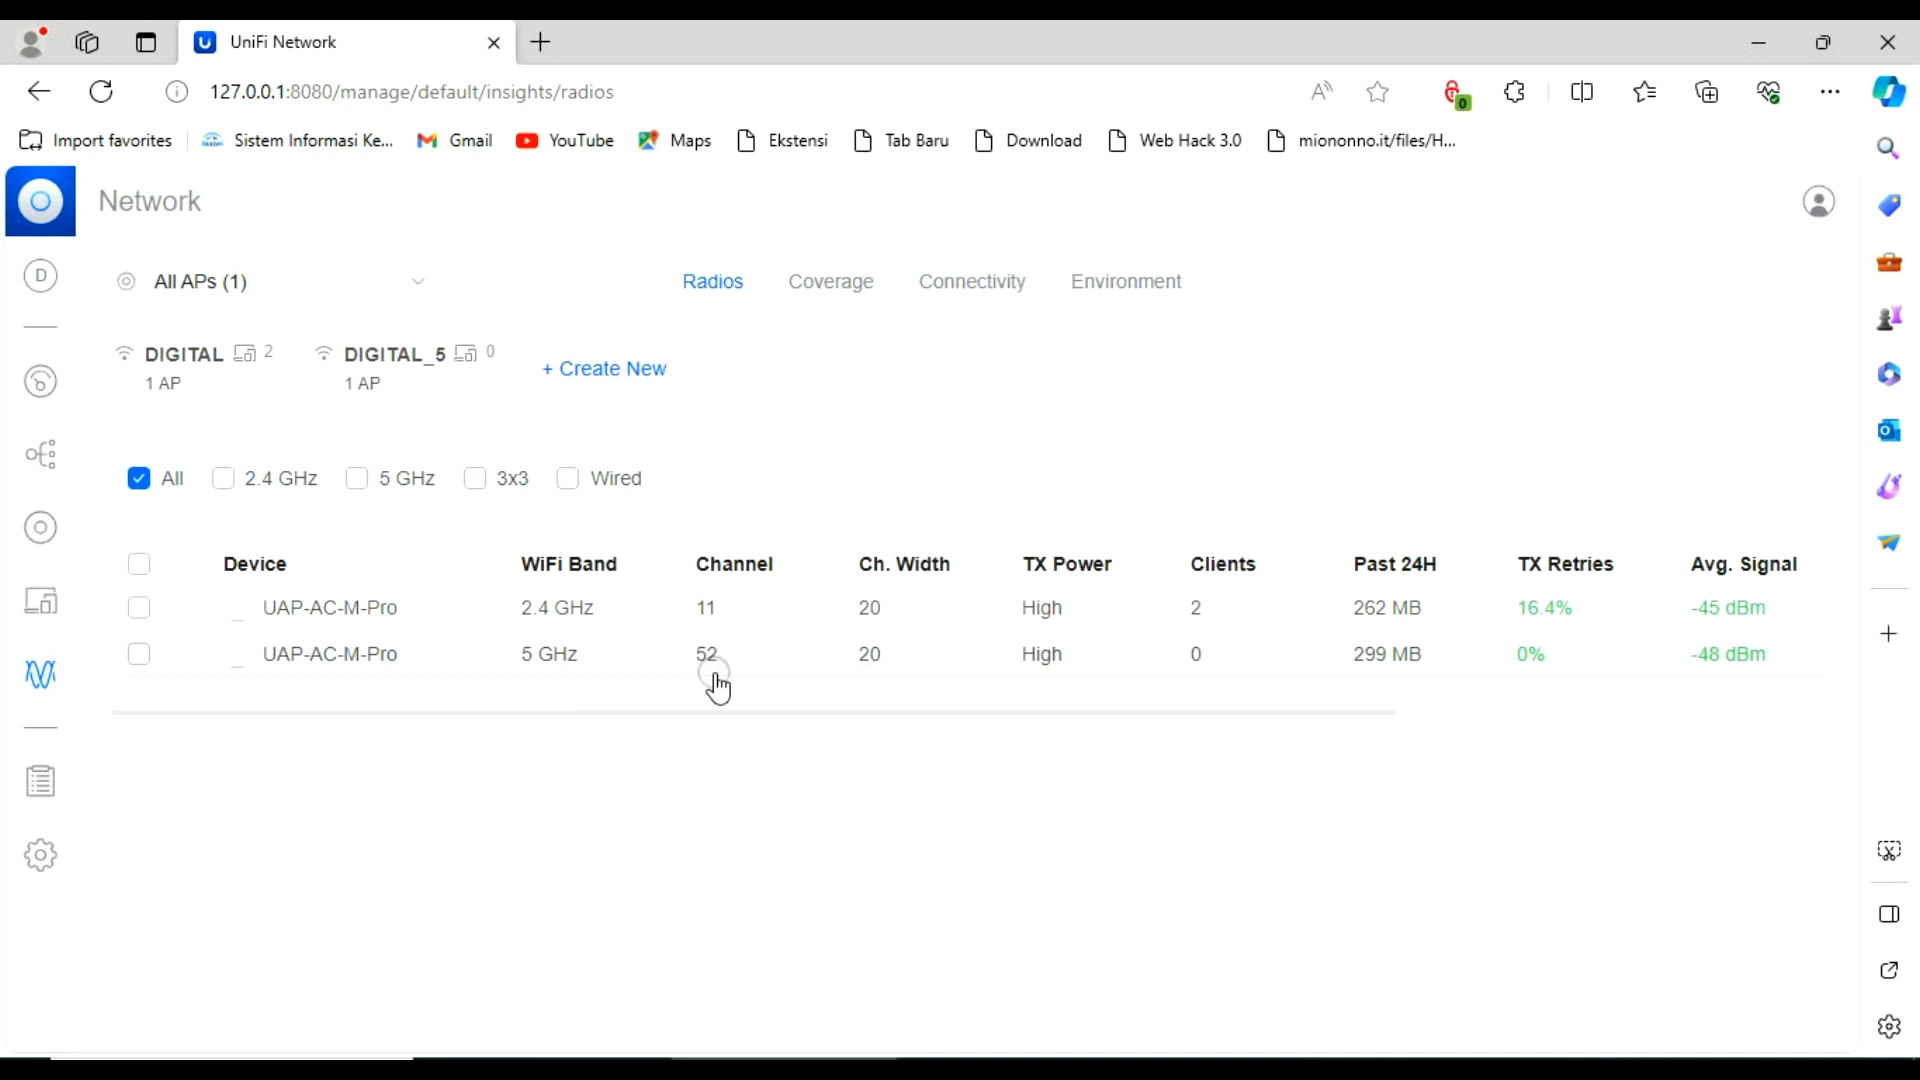 UniFi Network
127.0.0.1:8080/manage/default/insights/radios
0
Import favorites Sistem Informasi Ke... Gmail YouTube Maps Ekstensi Tab Baru Download Web Hack 3.0 miononno.it/files/H...
Network
D
All APs (1) Radios Coverage Connectivity Environment
DIGITAL 2 DIGITAL_5 0
1 AP 1 AP
+ Create New
All 2.4 GHz 5 GHz 3x3 Wired
Device WiFi Band Channel Ch. Width TX Power Clients Past 24H TX Retries Avg. Signal
UAP-AC-M-Pro 2.4 GHz 11 20 High 2 262 MB 16.4% -45 dBm
UAP-AC-M-Pro 5 GHz 52 20 High 0 299 MB 0% -48 dBm